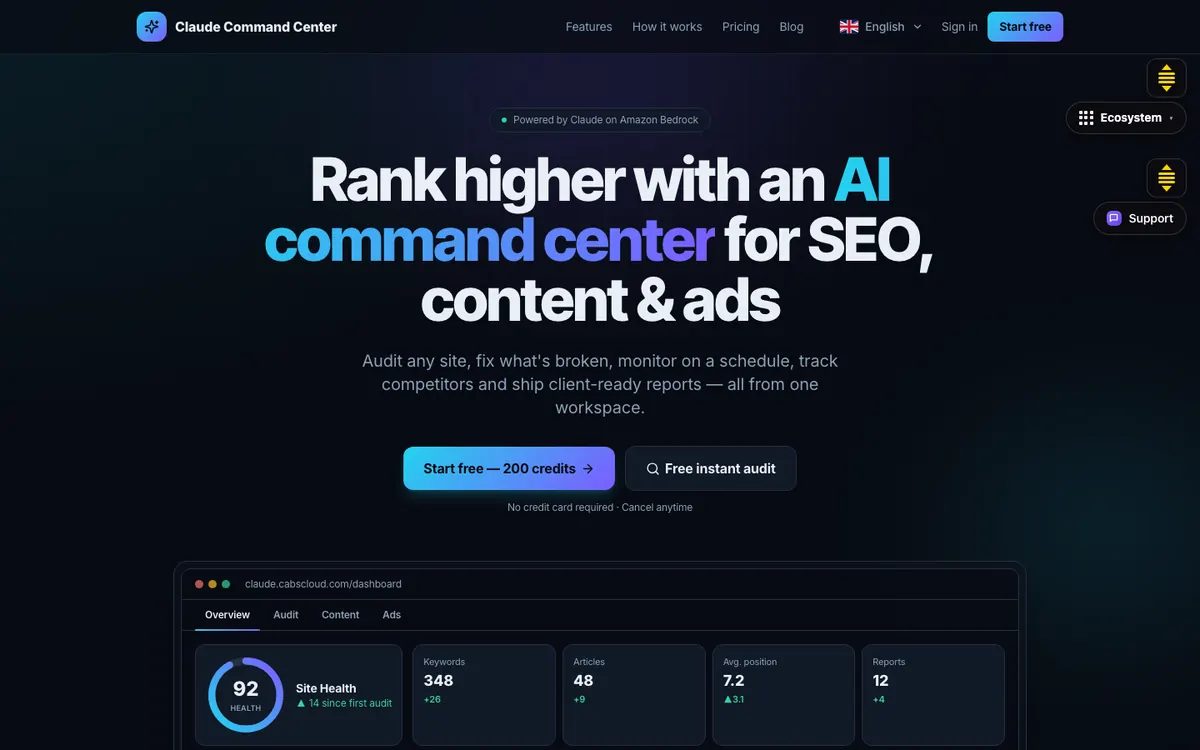 Claude Command Center
Features
How it works
Pricing
Blog
English
Sign in
Start free
Ecosystem
Support
Powered by Claude on Amazon Bedrock
Rank higher with an AI
command center for SEO,
content & ads
Audit any site, fix what's broken, monitor on a schedule, track
competitors and ship client-ready reports — all from one
workspace.
Start free — 200 credits →
Free instant audit
No credit card required · Cancel anytime
claude.cabscloud.com/dashboard
Overview
Audit
Content
Ads
92
HEALTH
Site Health
▲ 14 since first audit
Keywords
348
+26
Articles
48
+9
Avg. position
7.2
▲3.1
Reports
12
+4